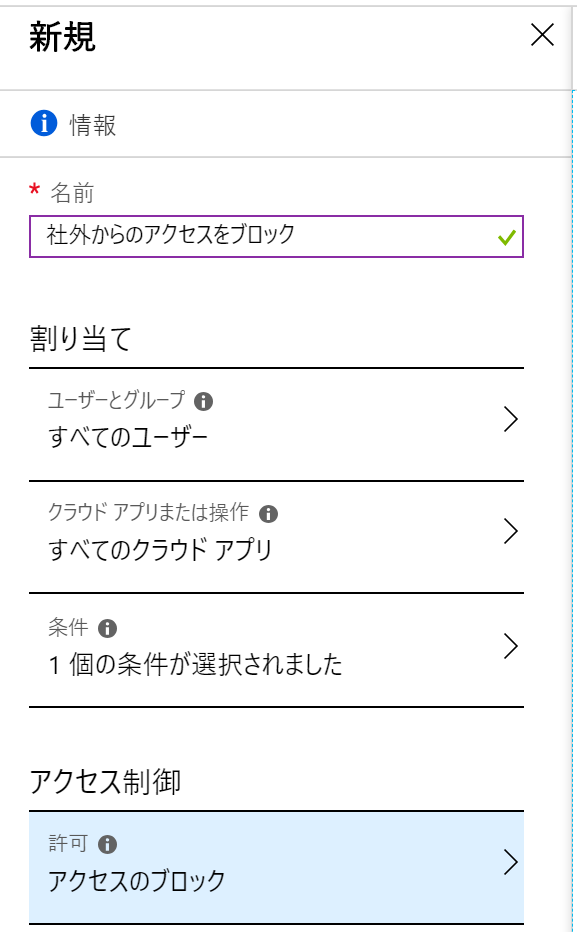 新規
情報
* 名前
社外からのアクセスをブロック
割り当て
ユーザーとグループ
すべてのユーザー
クラウド アプリまたは操作
すべてのクラウド アプリ
条件
1 個の条件が選択されました
アクセス制御
許可
アクセスのブロック